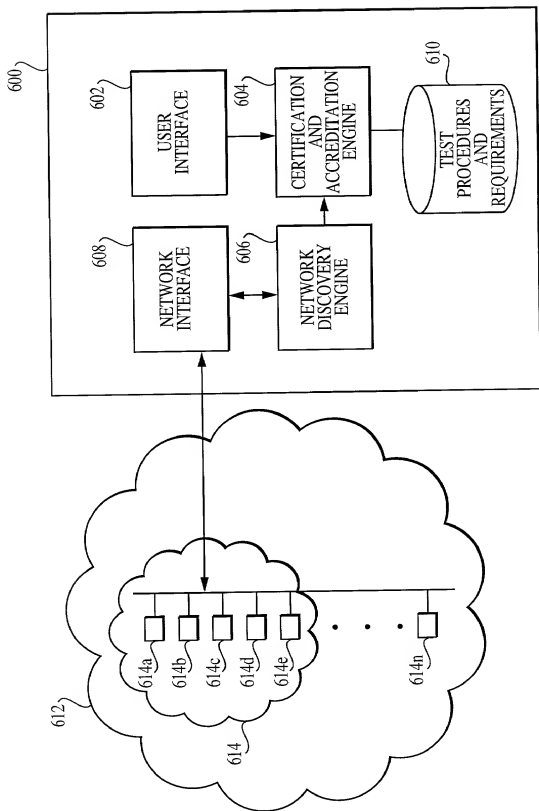 600
608
NETWORK
INTERFACE
602
USER
INTERFACE
606
NETWORK
DISCOVERY
ENGINE
604
CERTIFICATION
AND
ACCREDITATION
ENGINE
610
TEST
PROCEDURES
AND
REQUIREMENTS
612
614a
614b
614c
614d
614e
614n
614